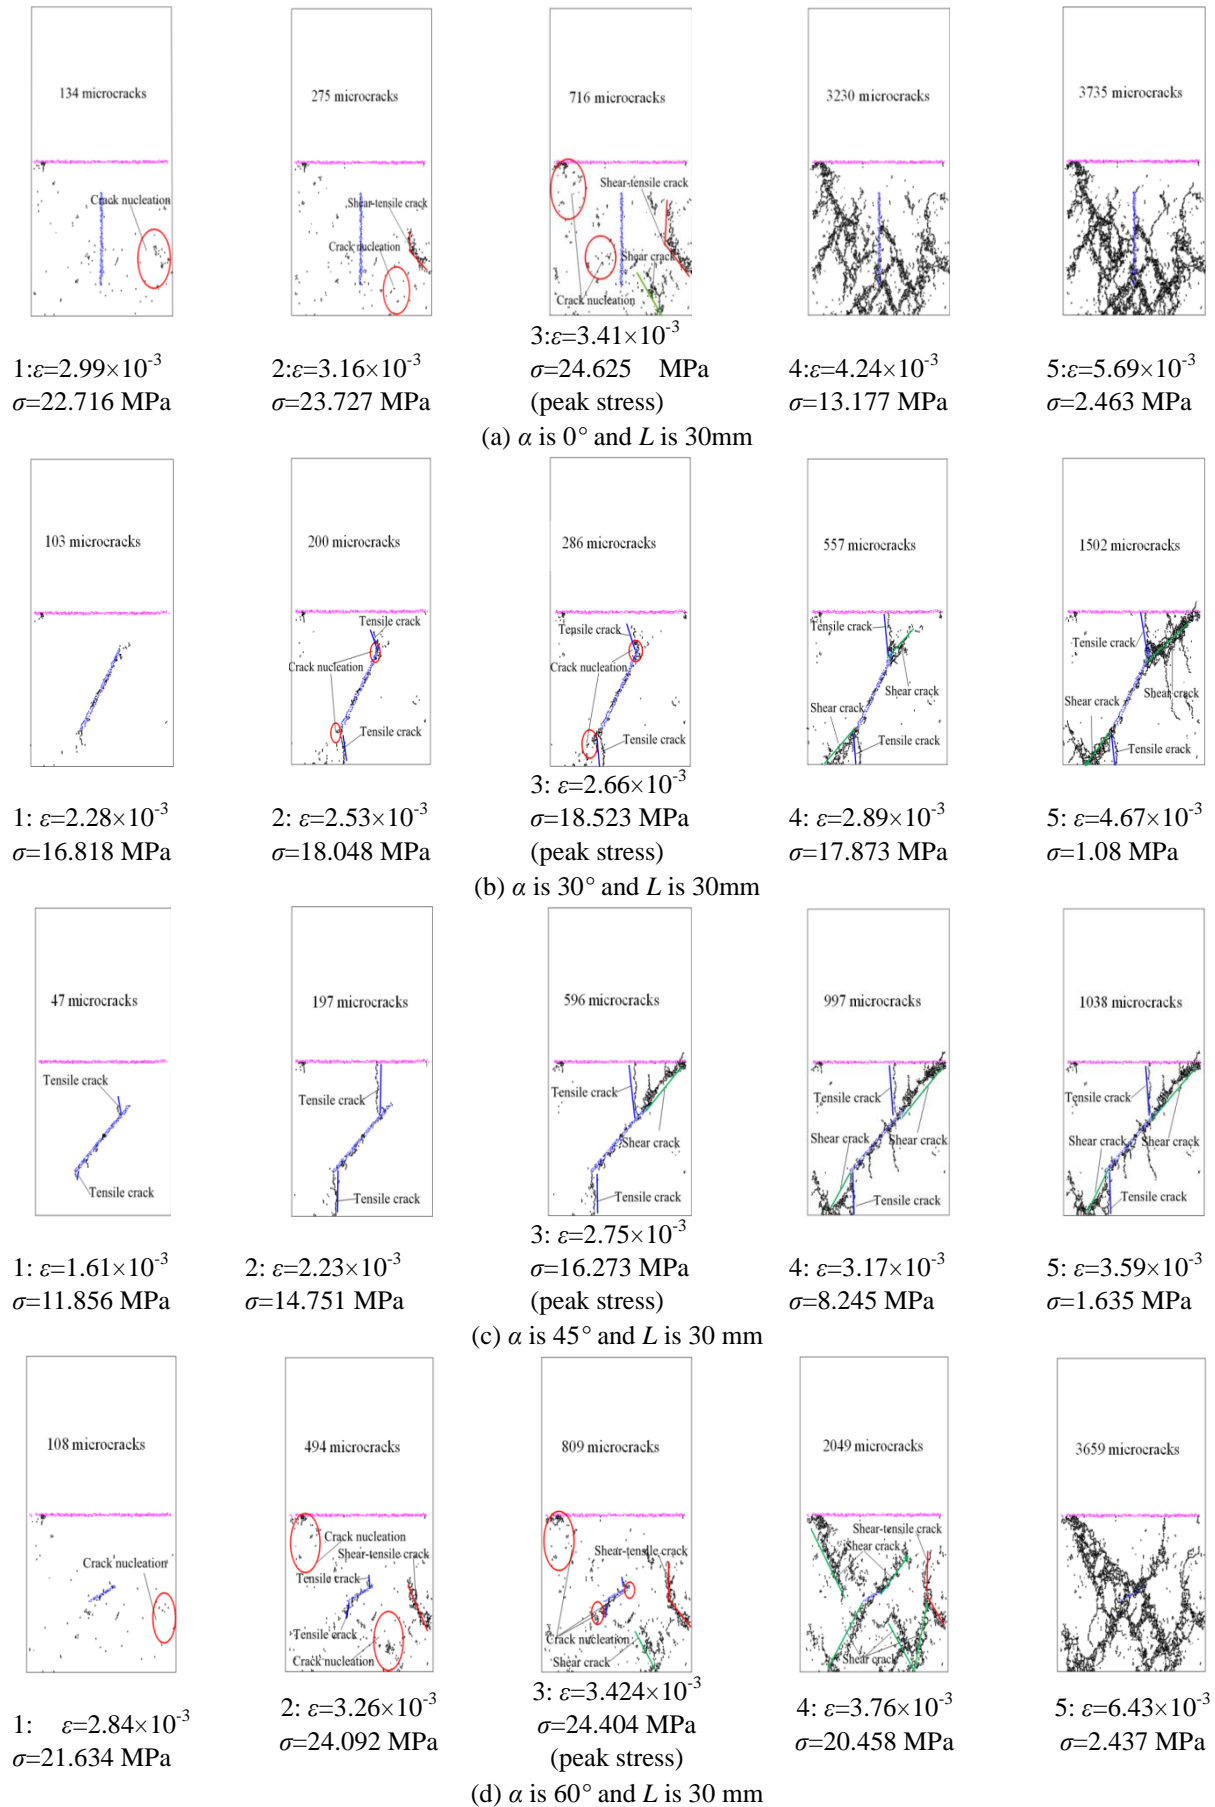 134 microcracks
275 microcracks
716 microcracks
3230 microcracks
3735 microcracks
Crack nucleation
Shear-tensile crack
Crack nucleation
Shear-tensile crack
Shear crack
Crack nucleation
1:ε=2.99×10⁻³
σ=22.716 MPa
2:ε=3.16×10⁻³
σ=23.727 MPa
3:ε=3.41×10⁻³
σ=24.625 MPa
(peak stress)
4:ε=4.24×10⁻³
σ=13.177 MPa
5:ε=5.69×10⁻³
σ=2.463 MPa
(a) α is 0° and L is 30mm
103 microcracks
200 microcracks
286 microcracks
557 microcracks
1502 microcracks
Tensile crack
Crack nucleation
Tensile crack
Tensile crack
Crack nucleation
Tensile crack
Tensile crack
Shear crack
Shear crack
Tensile crack
Tensile crack
Shear crack
Shear crack
Tensile crack
1: ε=2.28×10⁻³
σ=16.818 MPa
2: ε=2.53×10⁻³
σ=18.048 MPa
3: ε=2.66×10⁻³
σ=18.523 MPa
(peak stress)
4: ε=2.89×10⁻³
σ=17.873 MPa
5: ε=4.67×10⁻³
σ=1.08 MPa
(b) α is 30° and L is 30mm
47 microcracks
197 microcracks
596 microcracks
997 microcracks
1038 microcracks
Tensile crack
Tensile crack
Tensile crack
Tensile crack
Tensile crack
Shear crack
Tensile crack
Shear crack
Shear crack
Tensile crack
Tensile crack
Shear crack
Shear crack
Tensile crack
1: ε=1.61×10⁻³
σ=11.856 MPa
2: ε=2.23×10⁻³
σ=14.751 MPa
3: ε=2.75×10⁻³
σ=16.273 MPa
(peak stress)
4: ε=3.17×10⁻³
σ=8.245 MPa
5: ε=3.59×10⁻³
σ=1.635 MPa
(c) α is 45° and L is 30 mm
108 microcracks
494 microcracks
809 microcracks
2049 microcracks
3659 microcracks
Crack nucleation
Crack nucleation
Shear-tensile crack
Tensile crack
Tensile crack
Crack nucleation
Shear-tensile crack
Crack nucleation
Shear crack
Shear-tensile crack
Shear crack
Shear crack
1: ε=2.84×10⁻³
σ=21.634 MPa
2: ε=3.26×10⁻³
σ=24.092 MPa
3: ε=3.424×10⁻³
σ=24.404 MPa
(peak stress)
4: ε=3.76×10⁻³
σ=20.458 MPa
5: ε=6.43×10⁻³
σ=2.437 MPa
(d) α is 60° and L is 30 mm